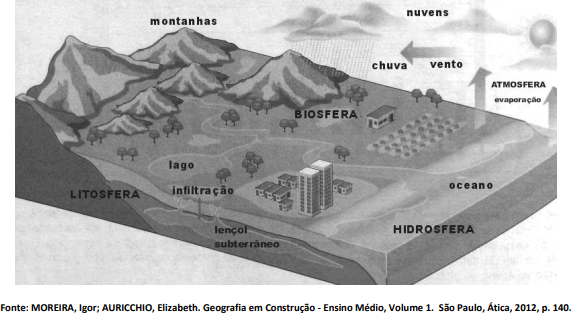 montanhas
nuvens
chuva
vento
ATMOSFERA
evaporação
BIOSFERA
lago
infiltração
oceano
LITOSFERA
lençol
subterrâneo
HIDROSFERA
Fonte: MOREIRA, Igor; AURICCHIO, Elizabeth. Geografia em Construção - Ensino Médio, Volume 1. São Paulo, Ática, 2012, p. 140.